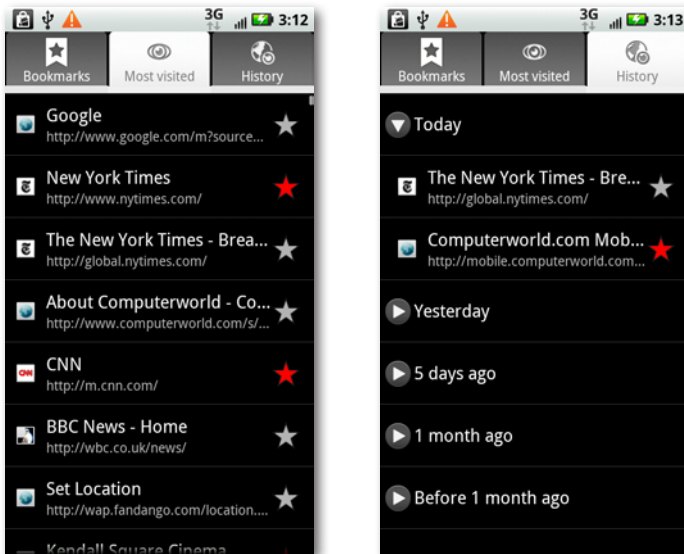 3G 3:12
Bookmarks Most visited History
Google
http://www.google.com/m?source...
New York Times
http://www.nytimes.com/
The New York Times - Brea...
http://global.nytimes.com/
About Computerworld - Co...
http://www.computerworld.com/s/...
CNN
http://m.cnn.com/
BBC News - Home
http://wbc.co.uk/news/
Set Location
http://wap.fandango.com/location....
Kendall Square Cinema
3G 3:13
Bookmarks Most visited History
Today
The New York Times - Bre...
http://global.nytimes.com/
Computerworld.com Mob...
http://mobile.computerworld.com...
Yesterday
5 days ago
1 month ago
Before 1 month ago